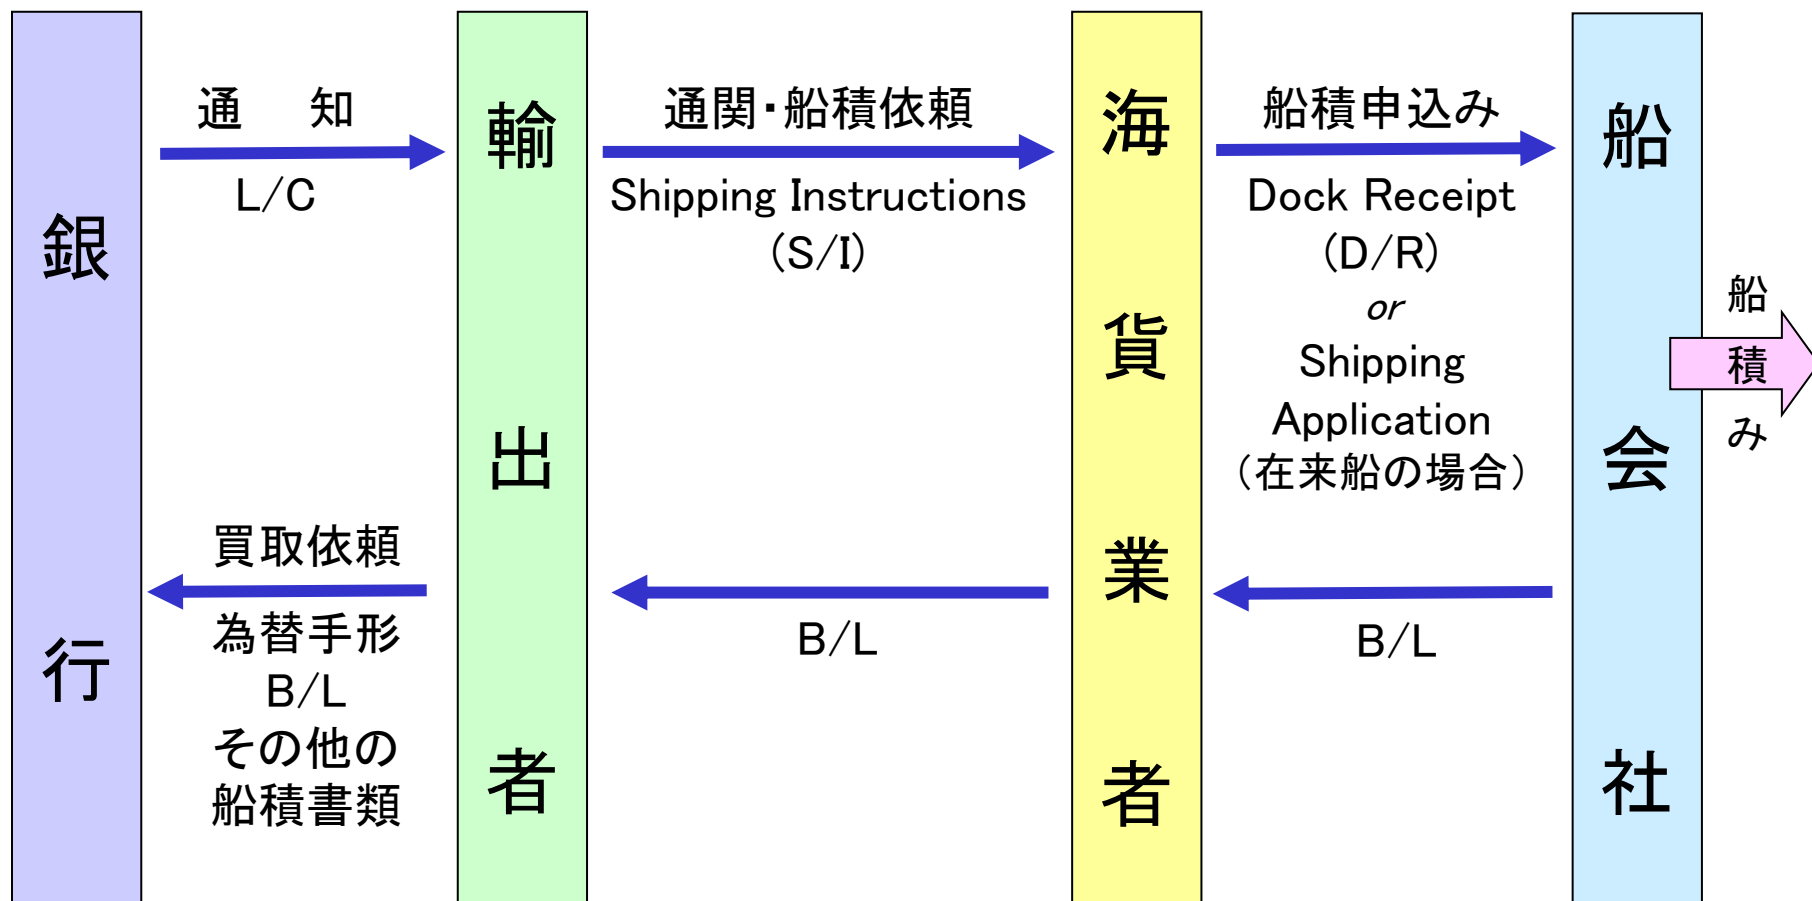 銀行
通　知
L/C
買取依頼
為替手形
B/L
その他の
船積書類
輸出者
通関・船積依頼
Shipping Instructions
(S/I)
B/L
海貨業者
船積申込み
Dock Receipt
(D/R)
or
Shipping
Application
（在来船の場合）
B/L
船会社
船積み